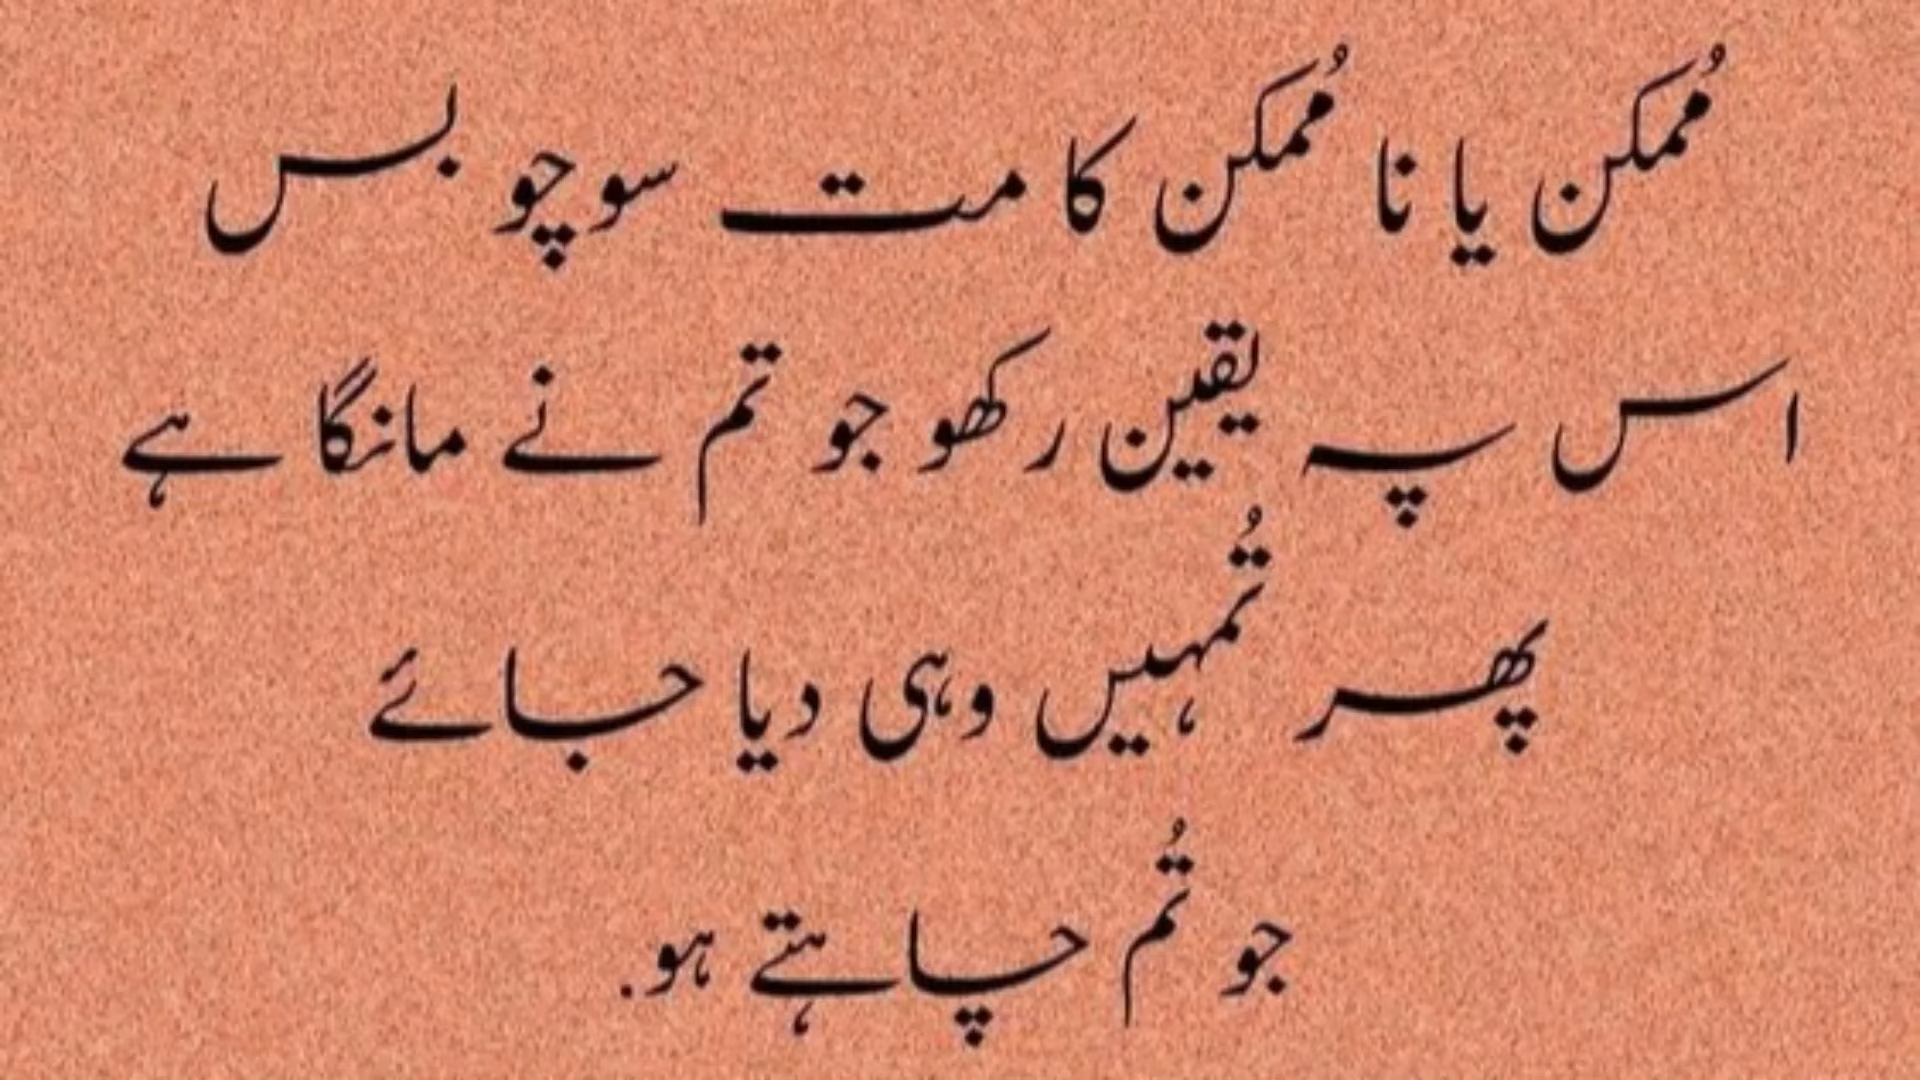 مُمکن یا نا مُمکن کا مت سوچو بس
اس پہ یقین رکھو جو تم نے مانگا ہے
پھر تُمہیں وہی دیا جائے
جو تُم چاہتے ہو.